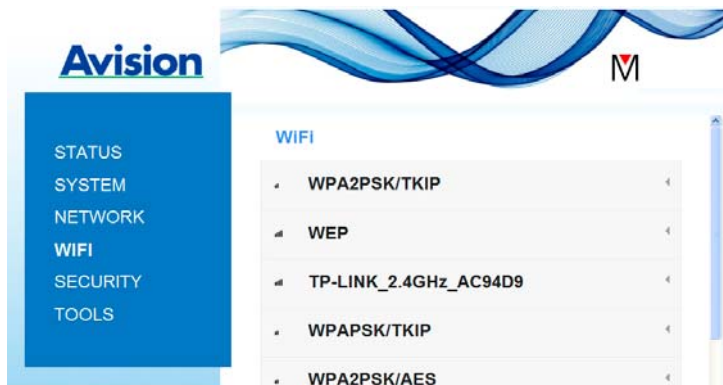 Avision
M
STATUS
SYSTEM
NETWORK
WIFI
SECURITY
TOOLS
WiFi
WPA2PSK/TKIP
WEP
TP-LINK_2.4GHz_AC94D9
WPAPSK/TKIP
WPA2PSK/AES